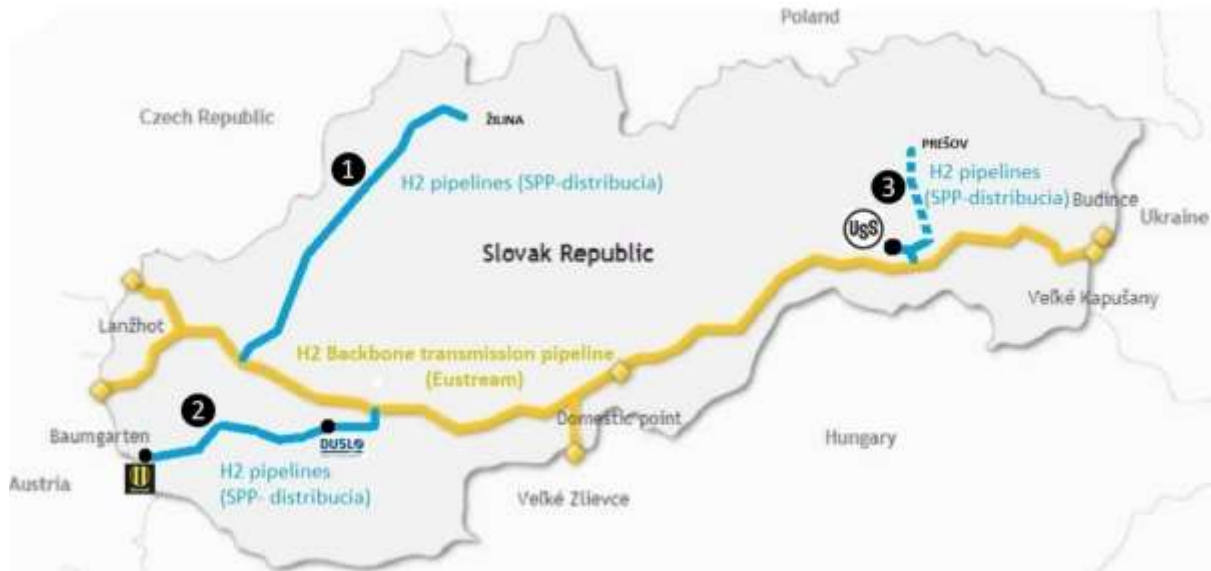 Poland
Czech Republic
ŽILINA
1
H2 pipelines (SPP-distribucia)
PREŠOV
3
H2 pipelines
(SPP-distribucia)
Budince
Ukraine
USS
Slovak Republic
Veľké Kapušany
Lanžhot
H2 Backbone transmission pipeline
(Eustream)
2
Domestic point
Baumgarten
DUSLO
Hungary
H2 pipelines
(SPP- distribucia)
Austria
Veľké Zlievce